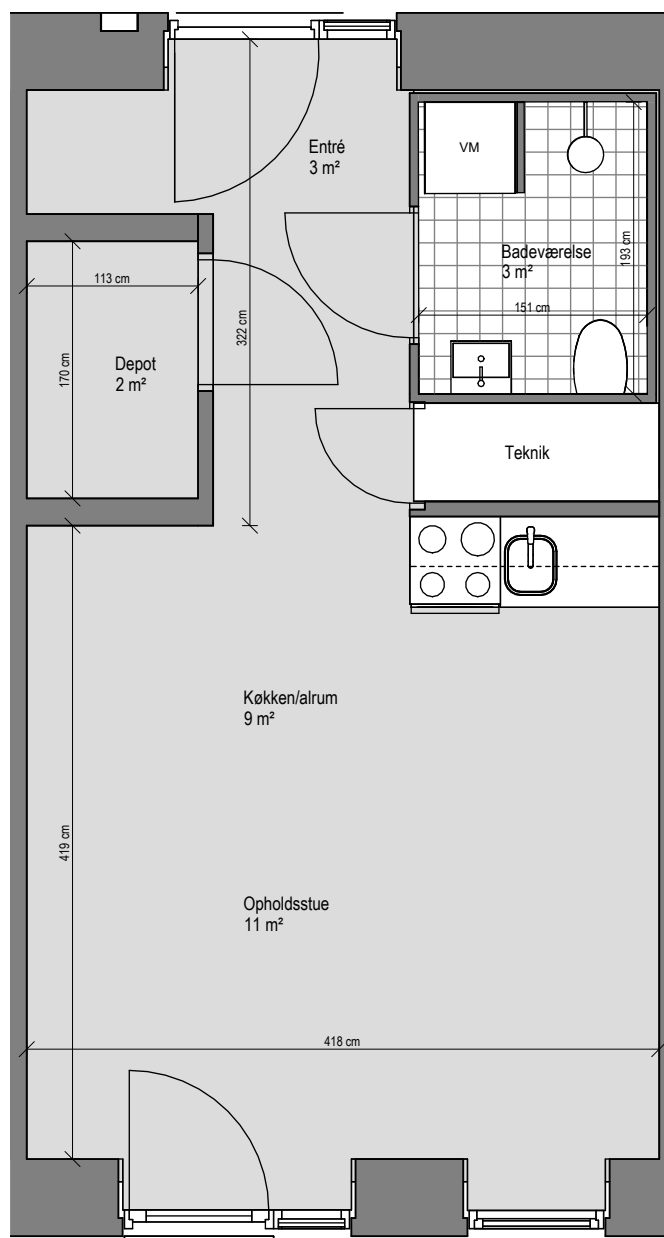 Entré
3 m²
VM
Badeværelse
3 m²
193 cm
151 cm
113 cm
322 cm
170 cm
Depot
2 m²
Teknik
Køkken/alrum
9 m²
419 cm
Opholdsstue
11 m²
418 cm